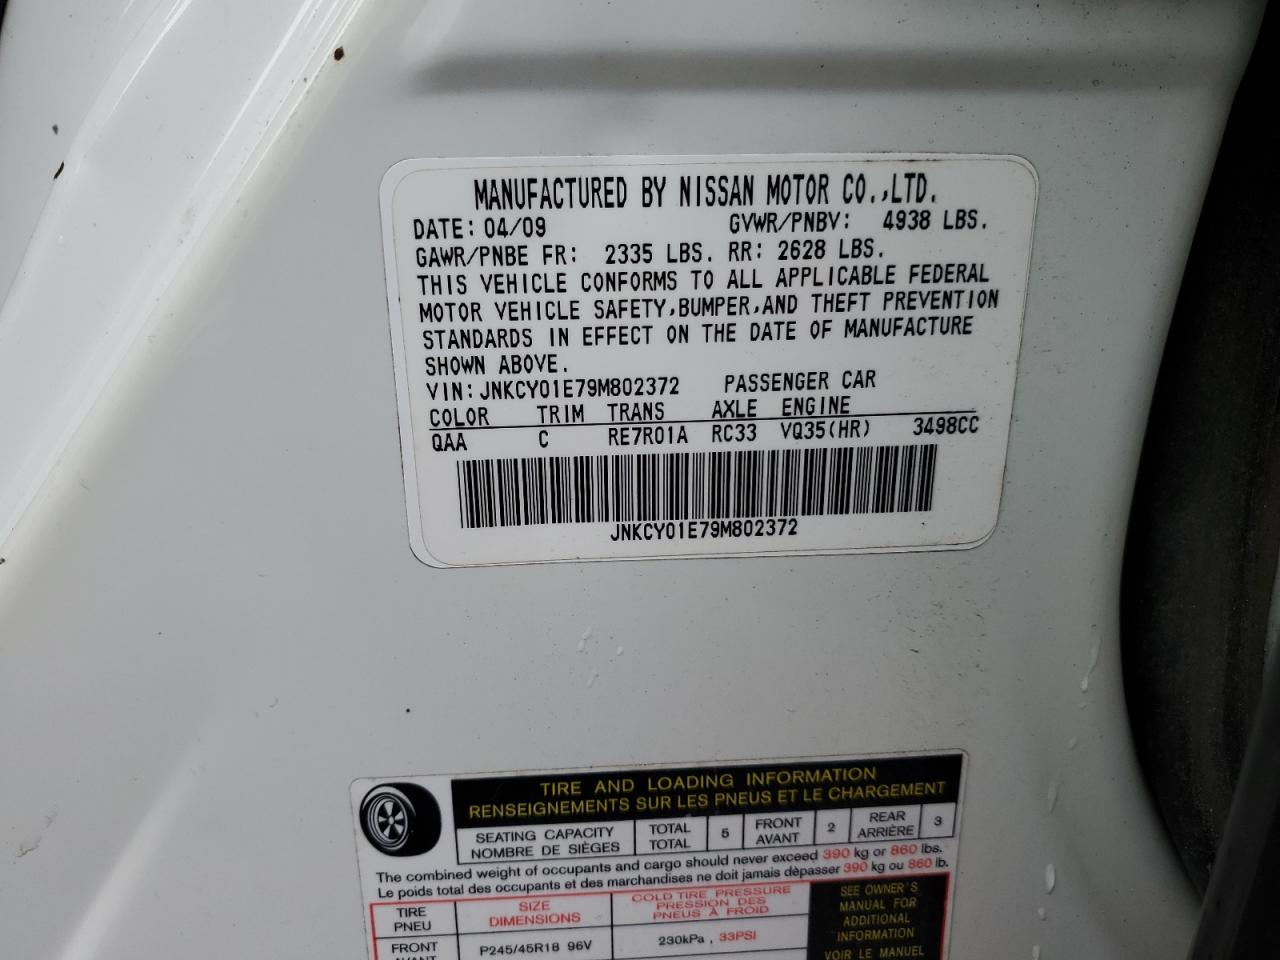 MANUFACTURED BY NISSAN MOTOR CO.,LTD.
DATE: 04/09 GVWR/PNBV: 4938 LBS.
GAWR/PNBE FR: 2335 LBS. RR: 2628 LBS.
THIS VEHICLE CONFORMS TO ALL APPLICABLE FEDERAL
MOTOR VEHICLE SAFETY,BUMPER,AND THEFT PREVENTION
STANDARDS IN EFFECT ON THE DATE OF MANUFACTURE
SHOWN ABOVE.
VIN:JNKCY01E79M802372 PASSENGER CAR
COLOR TRIM TRANS AXLE ENGINE
QAA C RE7R01A RC33 VQ35(HR) 3498CC
JNKCY01E79M802372
TIRE AND LOADING INFORMATION
RENSEIGNEMENTS SUR LES PNEUS ET LE CHARGEMENT
SEATING CAPACITY TOTAL 5 FRONT 2 REAR 3
NOMBRE DE SIÈGES TOTAL AVANT ARRIÈRE
The combined weight of occupants and cargo should never exceed 390 kg or 860 lbs.
Le poids total des occupants et des marchandises ne doit jamais dépasser 390 kg ou 860 lb.
TIRE SIZE COLD TIRE PRESSURE SEE OWNER'S
PNEU DIMENSIONS PRESSION DES MANUAL FOR
PNEUS À FROID ADDITIONAL
INFORMATION
FRONT P245/45R18 96V 230kPa , 33PSI VOIR LE MANUEL
AVANT